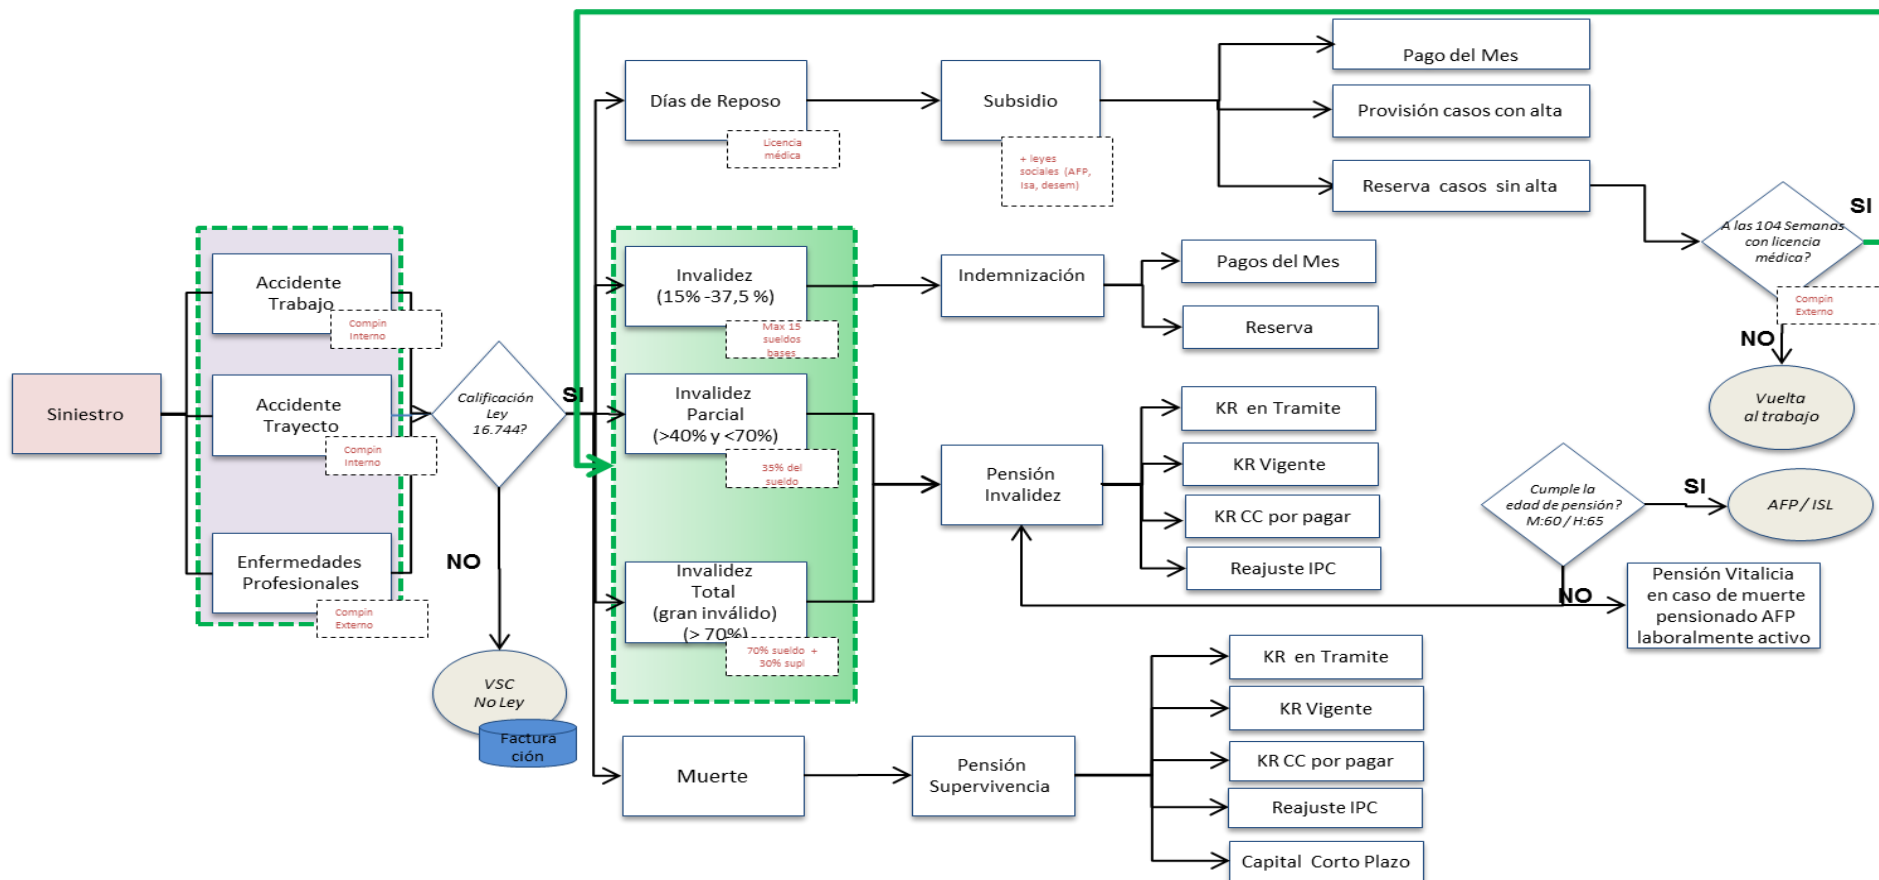 Siniestro
Accidente
Trabajo
Compin
Interno
Accidente
Trayecto
Compin
Interno
Enfermedades
Profesionales
Compin
Externo
Calificación
Ley
16.744?
SI
NO
VSC
No Ley
Factura
ción
Días de Reposo
Licencia
médica
Subsidio
+ leyes
sociales (AFP,
Isa, desem)
Pago del Mes
Provisión casos con alta
Reserva casos sin alta
A las 104 Semanas
con licencia
médica?
SI
Compin
Externo
NO
Vuelta
al trabajo
Invalidez
(15% -37,5 %)
Max 15
sueldos
bases
Indemnización
Pagos del Mes
Reserva
Invalidez
Parcial
(>40% y <70%)
35% del
sueldo
Invalidez
Total
(gran inválido)
(> 70%)
70% sueldo +
30% supl
Pensión
Invalidez
KR en Tramite
KR Vigente
KR CC por pagar
Reajuste IPC
Cumple la
edad de pensión?
M:60 / H:65
SI
AFP / ISL
NO
Pensión Vitalicia
en caso de muerte
pensionado AFP
laboralmente activo
Muerte
Pensión
Supervivencia
KR en Tramite
KR Vigente
KR CC por pagar
Reajuste IPC
Capital Corto Plazo